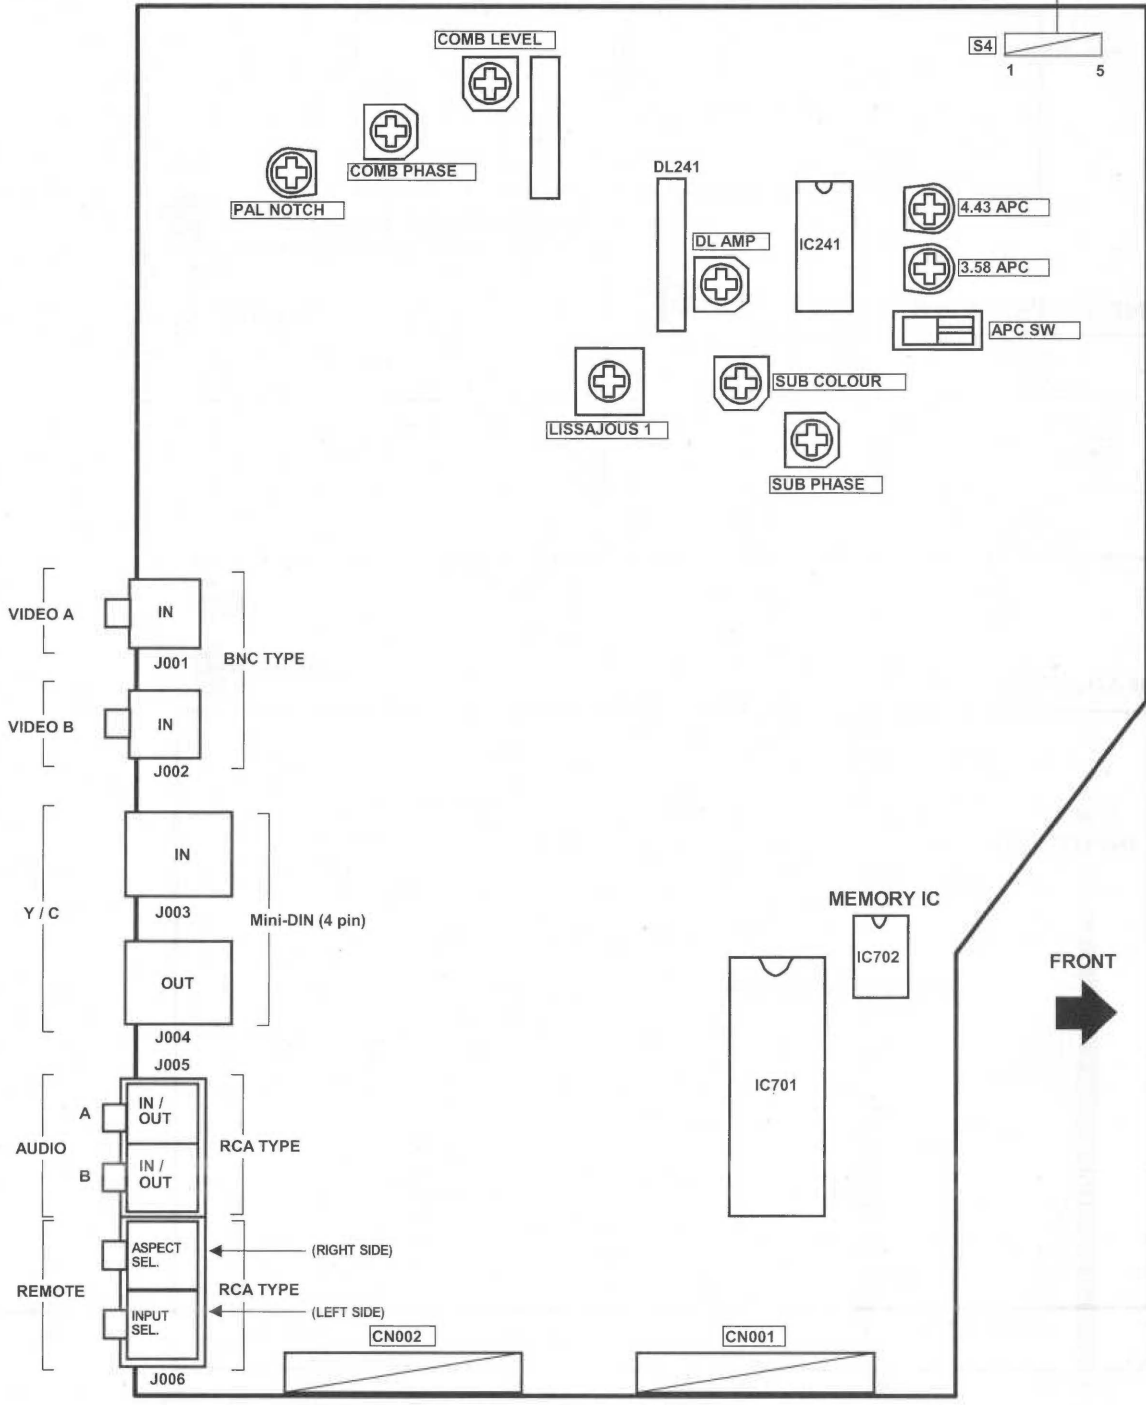 COMB LEVEL
S4
1 5
COMB PHASE
DL241
PAL NOTCH
4.43 APC
DL AMP
IC241
3.58 APC
APC SW
SUB COLOUR
LISSAJOUS 1
SUB PHASE
VIDEO A
IN
J001
BNC TYPE
VIDEO B
IN
J002
IN
J003
Y / C
Mini-DIN (4 pin)
OUT
J004
MEMORY IC
IC702
FRONT
IC701
J005
A
IN /
OUT
AUDIO
RCA TYPE
B
IN /
OUT
ASPECT
SEL.
(RIGHT SIDE)
REMOTE
RCA TYPE
INPUT
SEL.
(LEFT SIDE)
J006
CN002
CN001